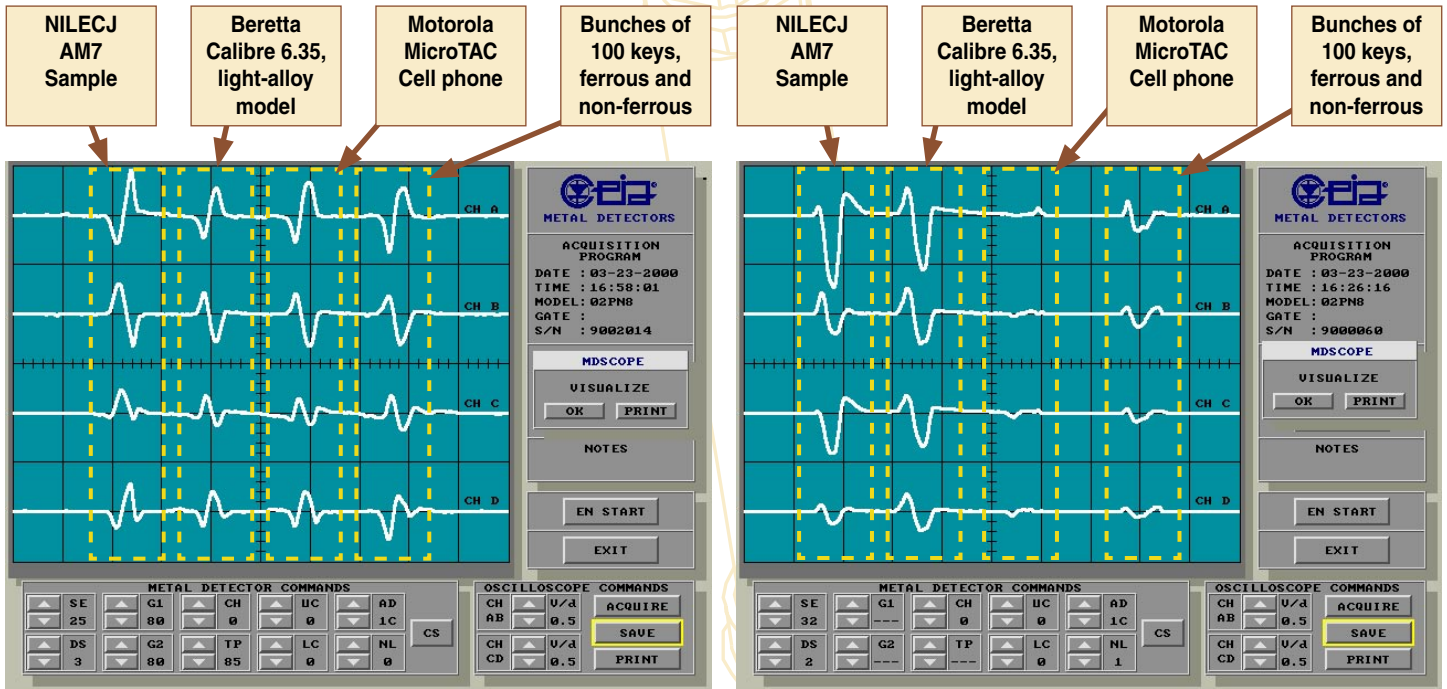 NILECJ
AM7
Sample
Beretta
Calibre 6.35,
light-alloy
model
Motorola
MicroTAC
Cell phone
Bunches of
100 keys,
ferrous and
non-ferrous
CH A
CH B
CH C
CH D
ceia
METAL DETECTORS
ACQUISITION
PROGRAM
DATE : 03-23-2000
TIME : 16:58:01
MODEL: 02PN8
GATE :
S/N : 9002014
MDSCOPE
VISUALIZE
OK PRINT
NOTES
EN START
EXIT
METAL DETECTOR COMMANDS
SE G1 CH UC AD
25 80 0 0 1C
CS
DS G2 TP LC NL
3 80 85 0 0
OSCILLOSCOPE COMMANDS
CH V/d ACQUIRE
AB 0.5
SAVE
CH V/d
CD 0.5 PRINT
NILECJ
AM7
Sample
Beretta
Calibre 6.35,
light-alloy
model
Motorola
MicroTAC
Cell phone
Bunches of
100 keys,
ferrous and
non-ferrous
CH A
CH B
CH C
CH D
ceia
METAL DETECTORS
ACQUISITION
PROGRAM
DATE : 03-23-2000
TIME : 16:26:16
MODEL: 02PN8
GATE :
S/N : 9000060
MDSCOPE
VISUALIZE
OK PRINT
NOTES
EN START
EXIT
METAL DETECTOR COMMANDS
SE G1 CH UC AD
32 --- 0 0 1C
CS
DS G2 TP LC NL
2 --- --- 0 1
OSCILLOSCOPE COMMANDS
CH V/d ACQUIRE
AB 0.5
SAVE
CH V/d
CD 0.5 PRINT